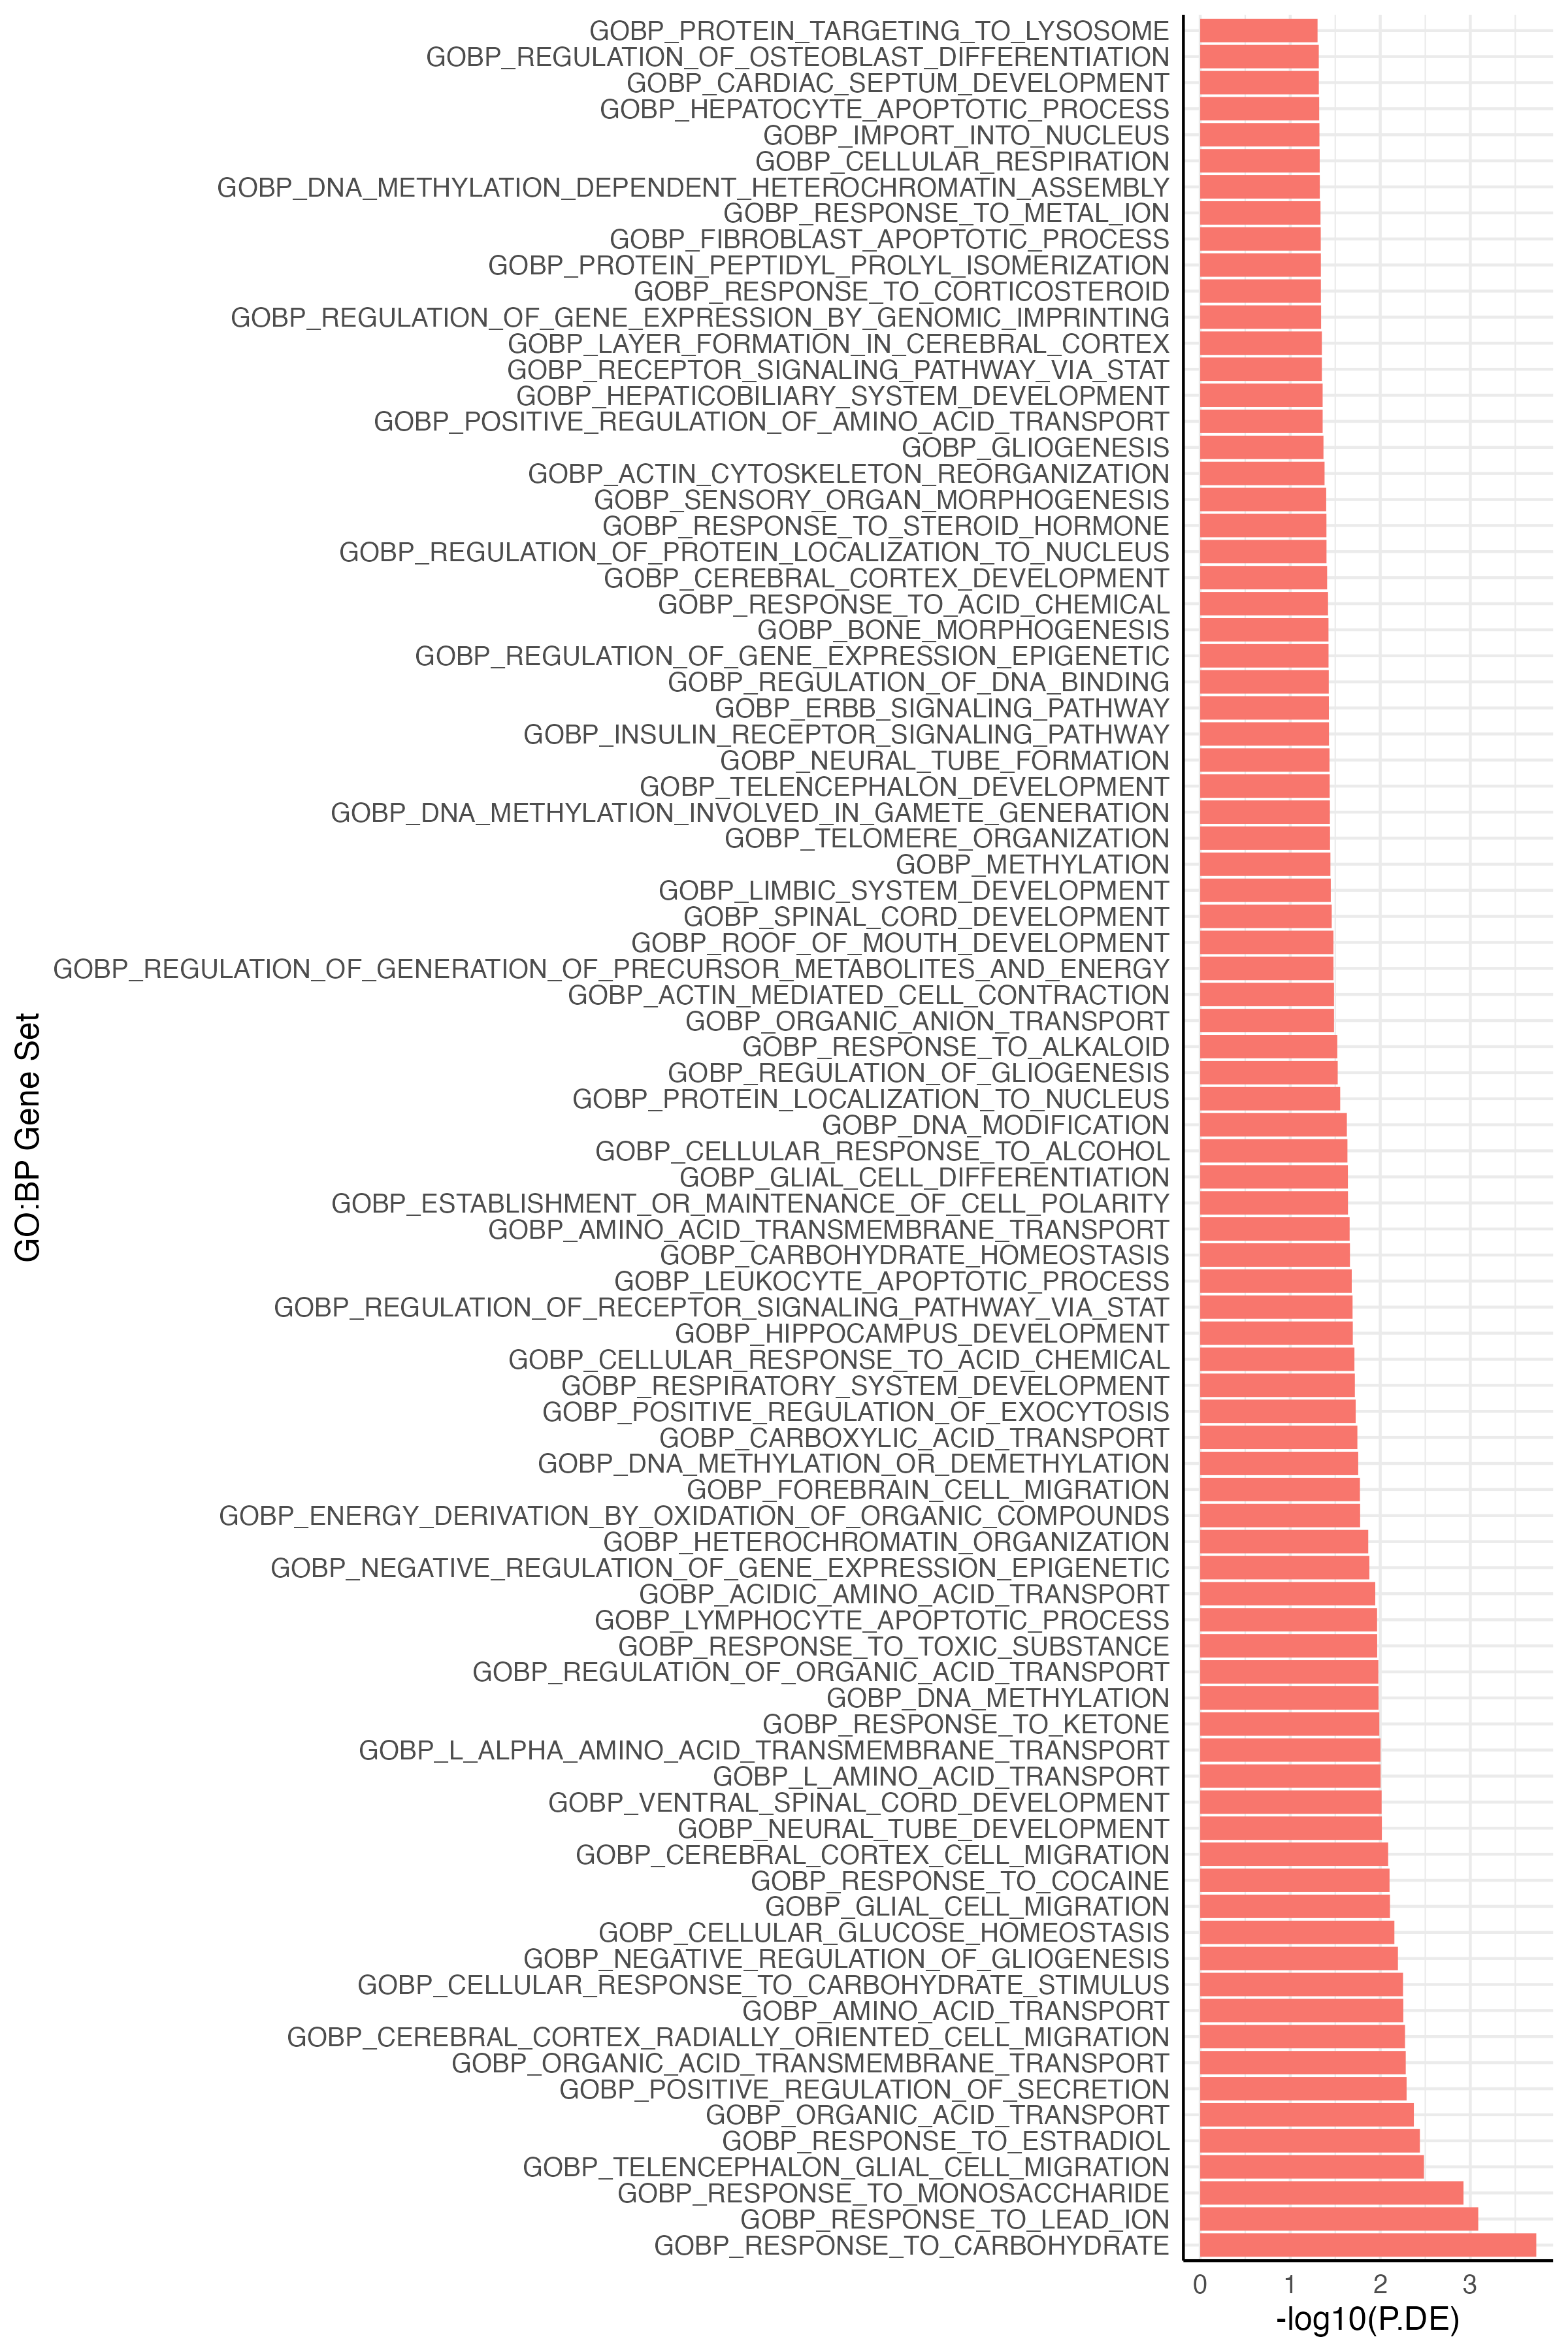 GOBP_PROTEIN_TARGETING_TO_LYSOSOME
GOBP_REGULATION_OF_OSTEOBLAST_DIFFERENTIATION
GOBP_CARDIAC_SEPTUM_DEVELOPMENT
GOBP_HEPATOCYTE_APOPTOTIC_PROCESS
GOBP_IMPORT_INTO_NUCLEUS
GOBP_CELLULAR_RESPIRATION
GOBP_DNA_METHYLATION_DEPENDENT_HETEROCHROMATIN_ASSEMBLY
GOBP_RESPONSE_TO_METAL_ION
GOBP_FIBROBLAST_APOPTOTIC_PROCESS
GOBP_PROTEIN_PEPTIDYL_PROLYL_ISOMERIZATION
GOBP_RESPONSE_TO_CORTICOSTEROID
GOBP_REGULATION_OF_GENE_EXPRESSION_BY_GENOMIC_IMPRINTING
GOBP_LAYER_FORMATION_IN_CEREBRAL_CORTEX
GOBP_RECEPTOR_SIGNALING_PATHWAY_VIA_STAT
GOBP_HEPATICOBILIARY_SYSTEM_DEVELOPMENT
GOBP_POSITIVE_REGULATION_OF_AMINO_ACID_TRANSPORT
GOBP_GLIOGENESIS
GOBP_ACTIN_CYTOSKELETON_REORGANIZATION
GOBP_SENSORY_ORGAN_MORPHOGENESIS
GOBP_RESPONSE_TO_STEROID_HORMONE
GOBP_REGULATION_OF_PROTEIN_LOCALIZATION_TO_NUCLEUS
GOBP_CEREBRAL_CORTEX_DEVELOPMENT
GOBP_RESPONSE_TO_ACID_CHEMICAL
GOBP_BONE_MORPHOGENESIS
GOBP_REGULATION_OF_GENE_EXPRESSION_EPIGENETIC
GOBP_REGULATION_OF_DNA_BINDING
GOBP_ERBB_SIGNALING_PATHWAY
GOBP_INSULIN_RECEPTOR_SIGNALING_PATHWAY
GOBP_NEURAL_TUBE_FORMATION
GOBP_TELENCEPHALON_DEVELOPMENT
GOBP_DNA_METHYLATION_INVOLVED_IN_GAMETE_GENERATION
GOBP_TELOMERE_ORGANIZATION
GOBP_METHYLATION
GOBP_LIMBIC_SYSTEM_DEVELOPMENT
GOBP_SPINAL_CORD_DEVELOPMENT
GOBP_ROOF_OF_MOUTH_DEVELOPMENT
GOBP_REGULATION_OF_GENERATION_OF_PRECURSOR_METABOLITES_AND_ENERGY
GOBP_ACTIN_MEDIATED_CELL_CONTRACTION
GOBP_ORGANIC_ANION_TRANSPORT
GOBP_RESPONSE_TO_ALKALOID
GOBP_REGULATION_OF_GLIOGENESIS
GOBP_PROTEIN_LOCALIZATION_TO_NUCLEUS
GOBP_DNA_MODIFICATION
GOBP_CELLULAR_RESPONSE_TO_ALCOHOL
GOBP_GLIAL_CELL_DIFFERENTIATION
GOBP_ESTABLISHMENT_OR_MAINTENANCE_OF_CELL_POLARITY
GOBP_AMINO_ACID_TRANSMEMBRANE_TRANSPORT
GOBP_CARBOHYDRATE_HOMEOSTASIS
GOBP_LEUKOCYTE_APOPTOTIC_PROCESS
GOBP_REGULATION_OF_RECEPTOR_SIGNALING_PATHWAY_VIA_STAT
GOBP_HIPPOCAMPUS_DEVELOPMENT
GOBP_CELLULAR_RESPONSE_TO_ACID_CHEMICAL
GOBP_RESPIRATORY_SYSTEM_DEVELOPMENT
GOBP_POSITIVE_REGULATION_OF_EXOCYTOSIS
GOBP_CARBOXYLIC_ACID_TRANSPORT
GOBP_DNA_METHYLATION_OR_DEMETHYLATION
GOBP_FOREBRAIN_CELL_MIGRATION
GOBP_ENERGY_DERIVATION_BY_OXIDATION_OF_ORGANIC_COMPOUNDS
GOBP_HETEROCHROMATIN_ORGANIZATION
GOBP_NEGATIVE_REGULATION_OF_GENE_EXPRESSION_EPIGENETIC
GOBP_ACIDIC_AMINO_ACID_TRANSPORT
GOBP_LYMPHOCYTE_APOPTOTIC_PROCESS
GOBP_RESPONSE_TO_TOXIC_SUBSTANCE
GOBP_REGULATION_OF_ORGANIC_ACID_TRANSPORT
GOBP_DNA_METHYLATION
GOBP_RESPONSE_TO_KETONE
GOBP_L_ALPHA_AMINO_ACID_TRANSMEMBRANE_TRANSPORT
GOBP_L_AMINO_ACID_TRANSPORT
GOBP_VENTRAL_SPINAL_CORD_DEVELOPMENT
GOBP_NEURAL_TUBE_DEVELOPMENT
GOBP_CEREBRAL_CORTEX_CELL_MIGRATION
GOBP_RESPONSE_TO_COCAINE
GOBP_GLIAL_CELL_MIGRATION
GOBP_CELLULAR_GLUCOSE_HOMEOSTASIS
GOBP_NEGATIVE_REGULATION_OF_GLIOGENESIS
GOBP_CELLULAR_RESPONSE_TO_CARBOHYDRATE_STIMULUS
GOBP_AMINO_ACID_TRANSPORT
GOBP_CEREBRAL_CORTEX_RADIALLY_ORIENTED_CELL_MIGRATION
GOBP_ORGANIC_ACID_TRANSMEMBRANE_TRANSPORT
GOBP_POSITIVE_REGULATION_OF_SECRETION
GOBP_ORGANIC_ACID_TRANSPORT
GOBP_RESPONSE_TO_ESTRADIOL
GOBP_TELENCEPHALON_GLIAL_CELL_MIGRATION
GOBP_RESPONSE_TO_MONOSACCHARIDE
GOBP_RESPONSE_TO_LEAD_ION
GOBP_RESPONSE_TO_CARBOHYDRATE
GO:BP Gene Set
0 1 2 3
-log10(P.DE)